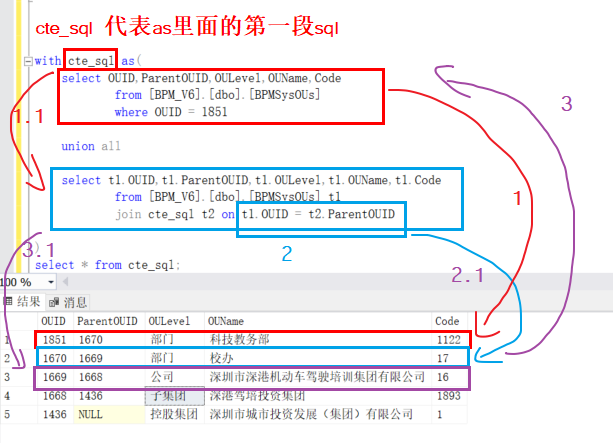 cte_sql 代表as里面的第一段sql
with cte_sql as(
select OUID,ParentOUID,OULevel,OUName,Code
from [BPM_V6].[dbo].[BPMSysOUs]
where OUID = 1851
3
1.1
union all
1
select t1.OUID,t1.ParentOUID,t1.OULevel,t1.OUName,t1.Code
from [BPM_V6].[dbo].[BPMSysOUs] t1
join cte_sql t2 on t1.OUID = t2.ParentOUID
)
3.1
2
2.1
select * from cte_sql;
100 %
结果 消息
OUID ParentOUID OULevel OUName Code
1 1851 1670 部门 科技教务部 1122
2 1670 1669 部门 校办 17
3 1669 1668 公司 深圳市深港机动车驾驶培训集团有限公司 16
4 1668 1436 子集团 深港驾培投资集团 1893
5 1436 NULL 控股集团 深圳市城市投资发展（集团）有限公司 1